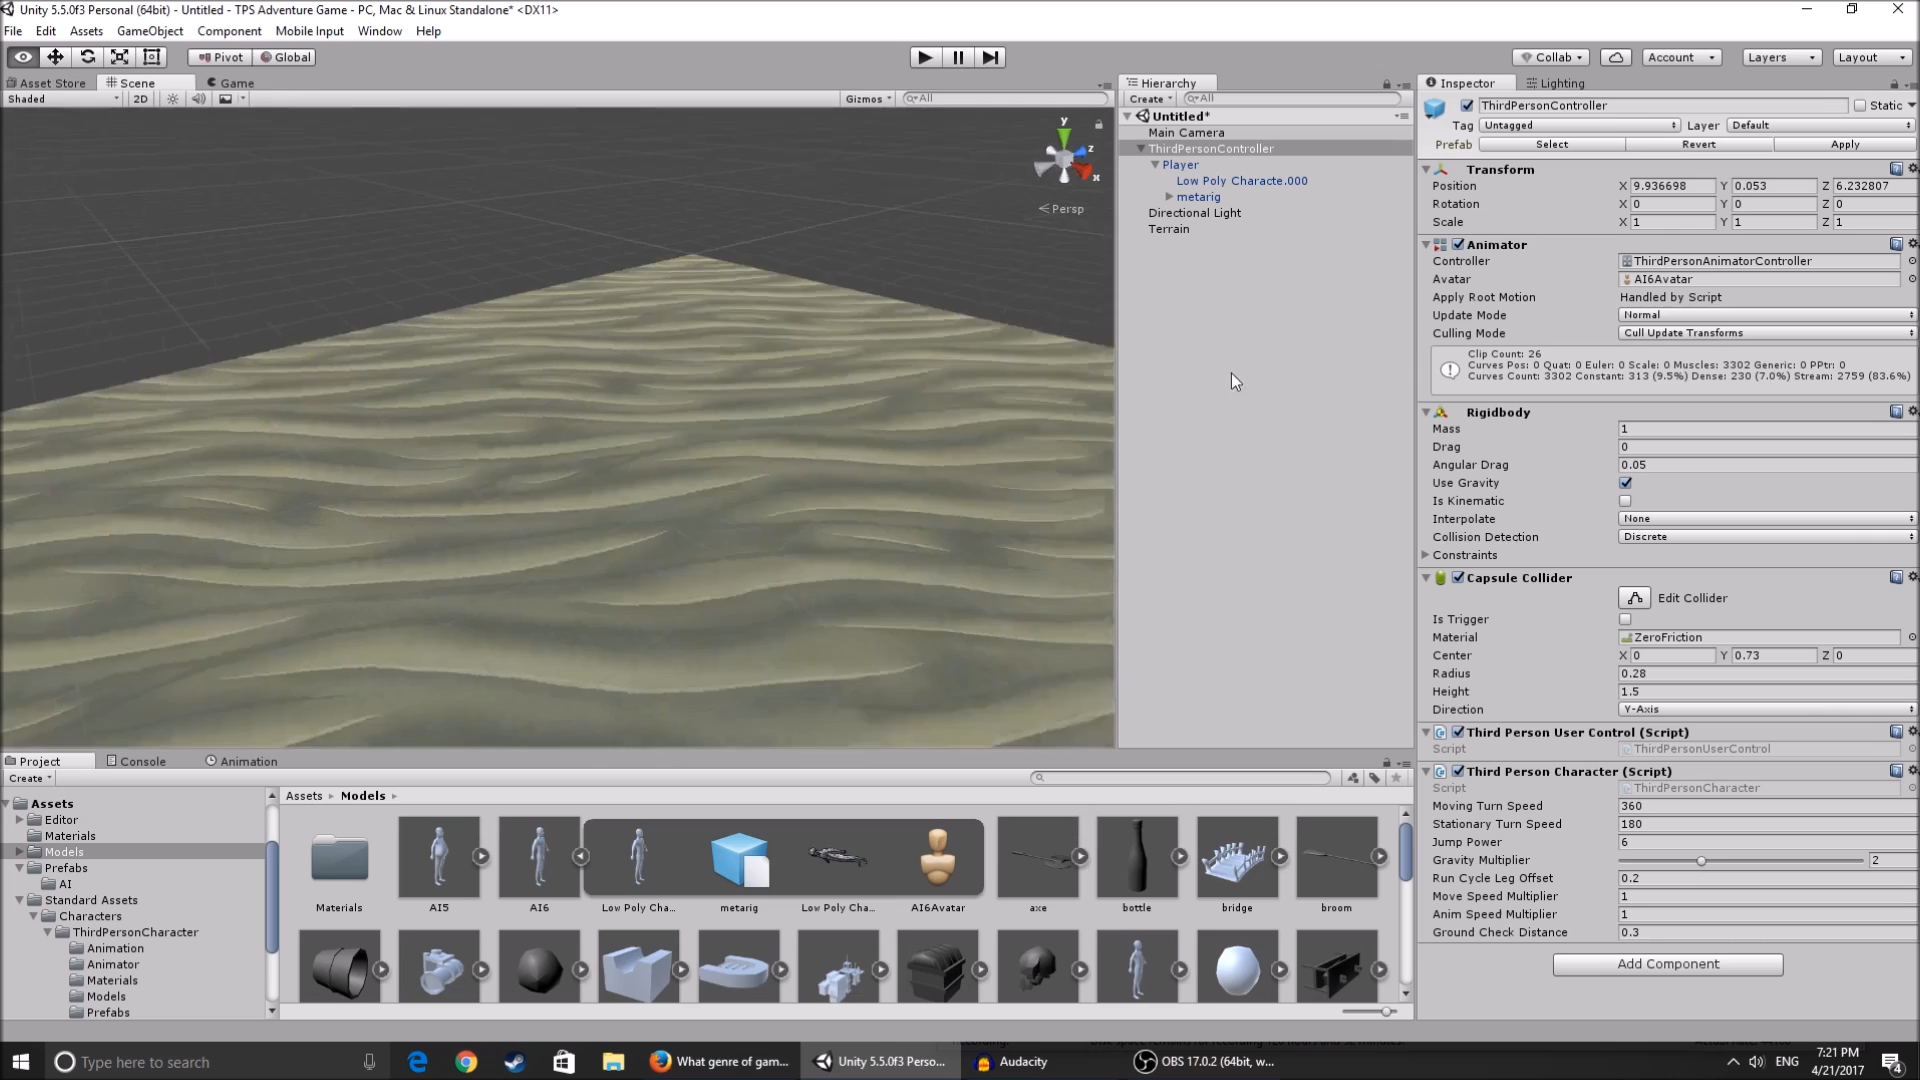 Unity 5.5.0f3 Personal (64bit) - Untitled - TPS Adventure Game - PC, Mac & Linux Standalone* <DX11>
File Edit Assets GameObject Component Mobile Input Window Help
Pivot Global Collab Account Layers Layout
Asset Store Scene Game Hierarchy Inspector Lighting
Shaded 2D Gizmos All Create All
ThirdPersonController Static
Untitled*
Tag Untagged Layer Default
Main Camera
Prefab Select Revert Apply
ThirdPersonController
Player
Low Poly Characte.000
metarig
Directional Light
Terrain
y
z
x
Persp
Transform
Position X 9.936698 Y 0.053 Z 6.232807
Rotation X 0 Y 0 Z 0
Scale X 1 Y 1 Z 1
Animator
Controller ThirdPersonAnimatorController
Avatar AI6Avatar
Apply Root Motion Handled by Script
Update Mode Normal
Culling Mode Cull Update Transforms
Clip Count: 26
Curves Pos: 0 Quat: 0 Euler: 0 Scale: 0 Muscles: 3302 Generic: 0 PPtr: 0
Curves Count: 3302 Constant: 313 (9.5%) Dense: 230 (7.0%) Stream: 2759 (83.6%)
Rigidbody
Mass 1
Drag 0
Angular Drag 0.05
Use Gravity
Is Kinematic
Interpolate None
Collision Detection Discrete
Constraints
Capsule Collider
Edit Collider
Is Trigger
Material ZeroFriction
Center X 0 Y 0.73 Z 0
Radius 0.28
Height 1.5
Direction Y-Axis
Third Person User Control (Script)
Script ThirdPersonUserControl
Third Person Character (Script)
Script ThirdPersonCharacter
Moving Turn Speed 360
Stationary Turn Speed 180
Jump Power 6
Gravity Multiplier 2
Run Cycle Leg Offset 0.2
Move Speed Multiplier 1
Anim Speed Multiplier 1
Ground Check Distance 0.3
Add Component
Project Console Animation
Create
Assets
Editor
Materials
Models
Prefabs
AI
Standard Assets
Characters
ThirdPersonCharacter
Animation
Animator
Materials
Models
Prefabs
Assets Models
Materials AI5 AI6 Low Poly Cha... metarig Low Poly Cha... AI6Avatar axe bottle bridge broom
Type here to search What genre of gam... Unity 5.5.0f3 Perso... Audacity OBS 17.0.2 (64bit, w... ENG 7:21 PM
4/21/2017 4